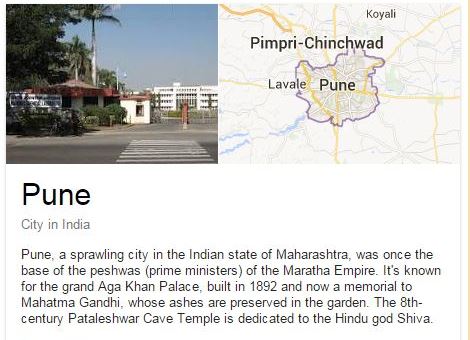 Koyali
Pimpri-Chinchwad
Lavale
Pune
Pune
City in India
Pune, a sprawling city in the Indian state of Maharashtra, was once the
base of the peshwas (prime ministers) of the Maratha Empire. It's known
for the grand Aga Khan Palace, built in 1892 and now a memorial to
Mahatma Gandhi, whose ashes are preserved in the garden. The 8th-
century Pataleshwar Cave Temple is dedicated to the Hindu god Shiva.